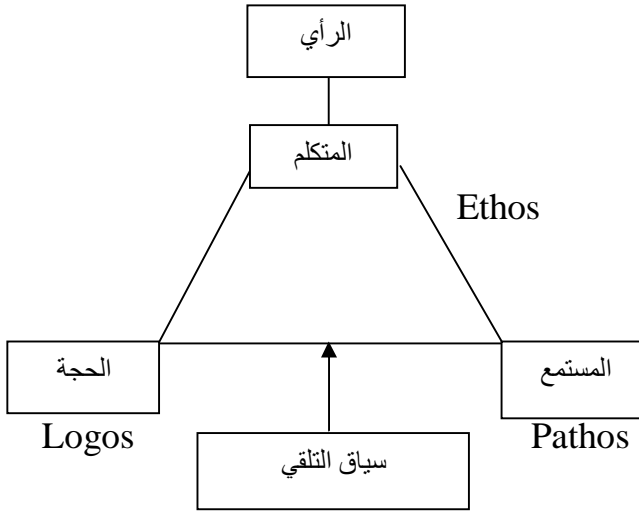 الرأي
المتكلم
Ethos
الحجة
المستمع
Logos
Pathos
سياق التلقي